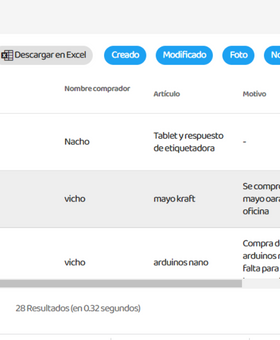 Descargar en Excel Creado Modificado Foto
Nombre comprador Artículo Motivo
Nacho Tablet y respuesto -
de etiquetadora
vicho mayo kraft Se compr
mayo oara
oficina
vicho arduinos nano Compra d
arduinos
falta para
28 Resultados (en 0.32 segundos)